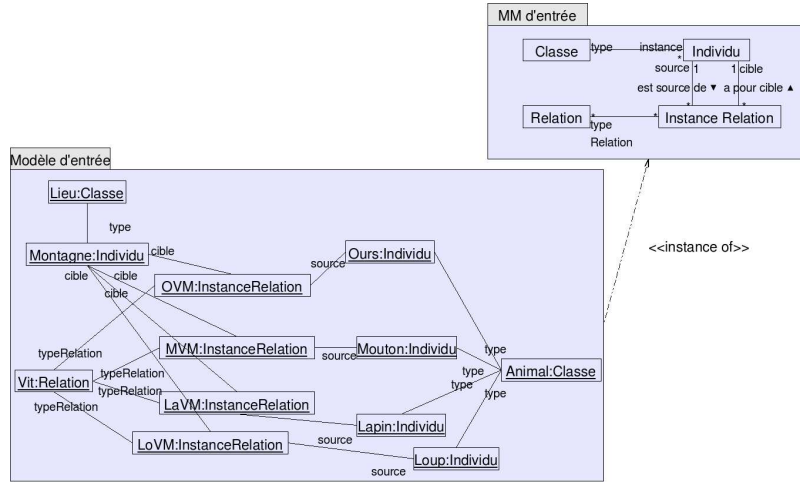 MM d'entrée
Classe
type
instance
*
Individu
source 1
1 cible
est source de ▼
a pour cible ▲
*
*
Relation
*
type
Relation
*
Instance Relation
Modèle d'entrée
Lieu:Classe
type
Montagne:Individu
cible
cible
cible
cible
source
Ours:Individu
OVM:InstanceRelation
<<instance of>>
typeRelation
MVM:InstanceRelation
source
Mouton:Individu
type
Vit:Relation
typeRelation
type
Animal:Classe
typeRelation
type
type
typeRelation
LaVM:InstanceRelation
Lapin:Individu
LoVM:InstanceRelation
source
Loup:Individu
source